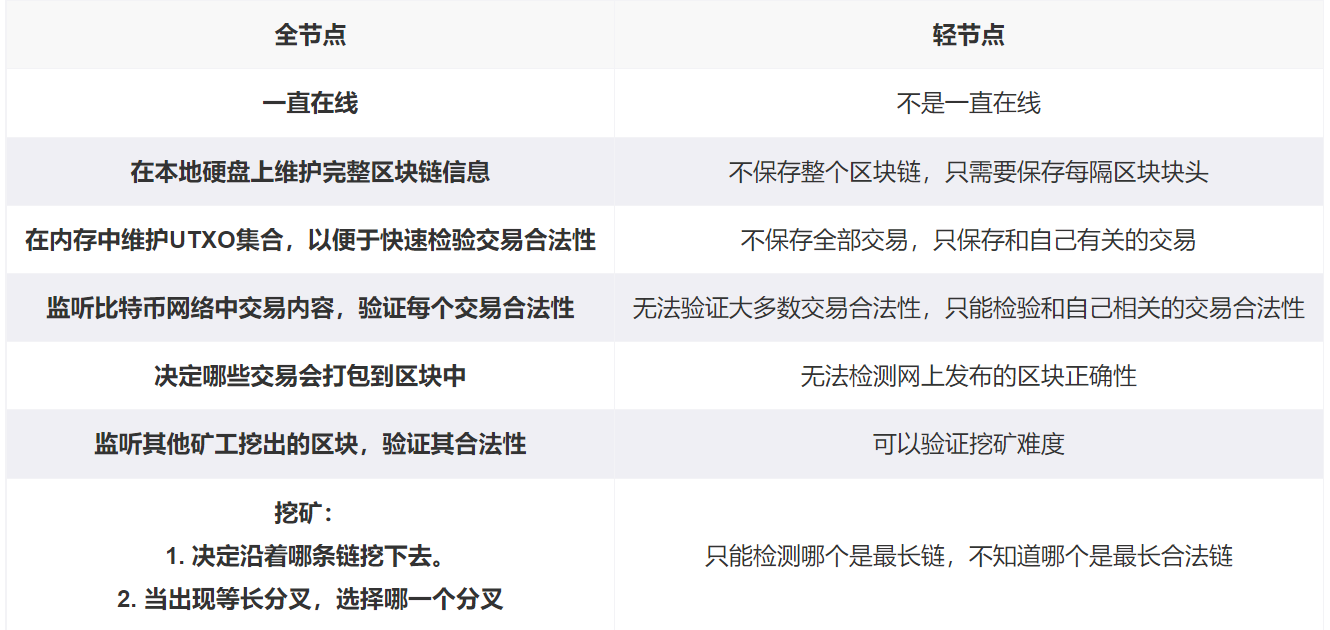 全节点
轻节点
一直在线
不是一直在线
在本地硬盘上维护完整区块链信息
不保存整个区块链，只需要保存每隔区块块头
在内存中维护UTXO集合，以便于快速检验交易合法性
不保存全部交易，只保存和自己有关的交易
监听比特币网络中交易内容，验证每个交易合法性
无法验证大多数交易合法性，只能检验和自己相关的交易合法性
决定哪些交易会打包到区块中
无法检测网上发布的区块正确性
监听其他矿工挖出的区块，验证其合法性
可以验证挖矿难度
挖矿：
1. 决定沿着哪条链挖下去。
2. 当出现等长分叉，选择哪一个分叉
只能检测哪个是最长链，不知道哪个是最长合法链